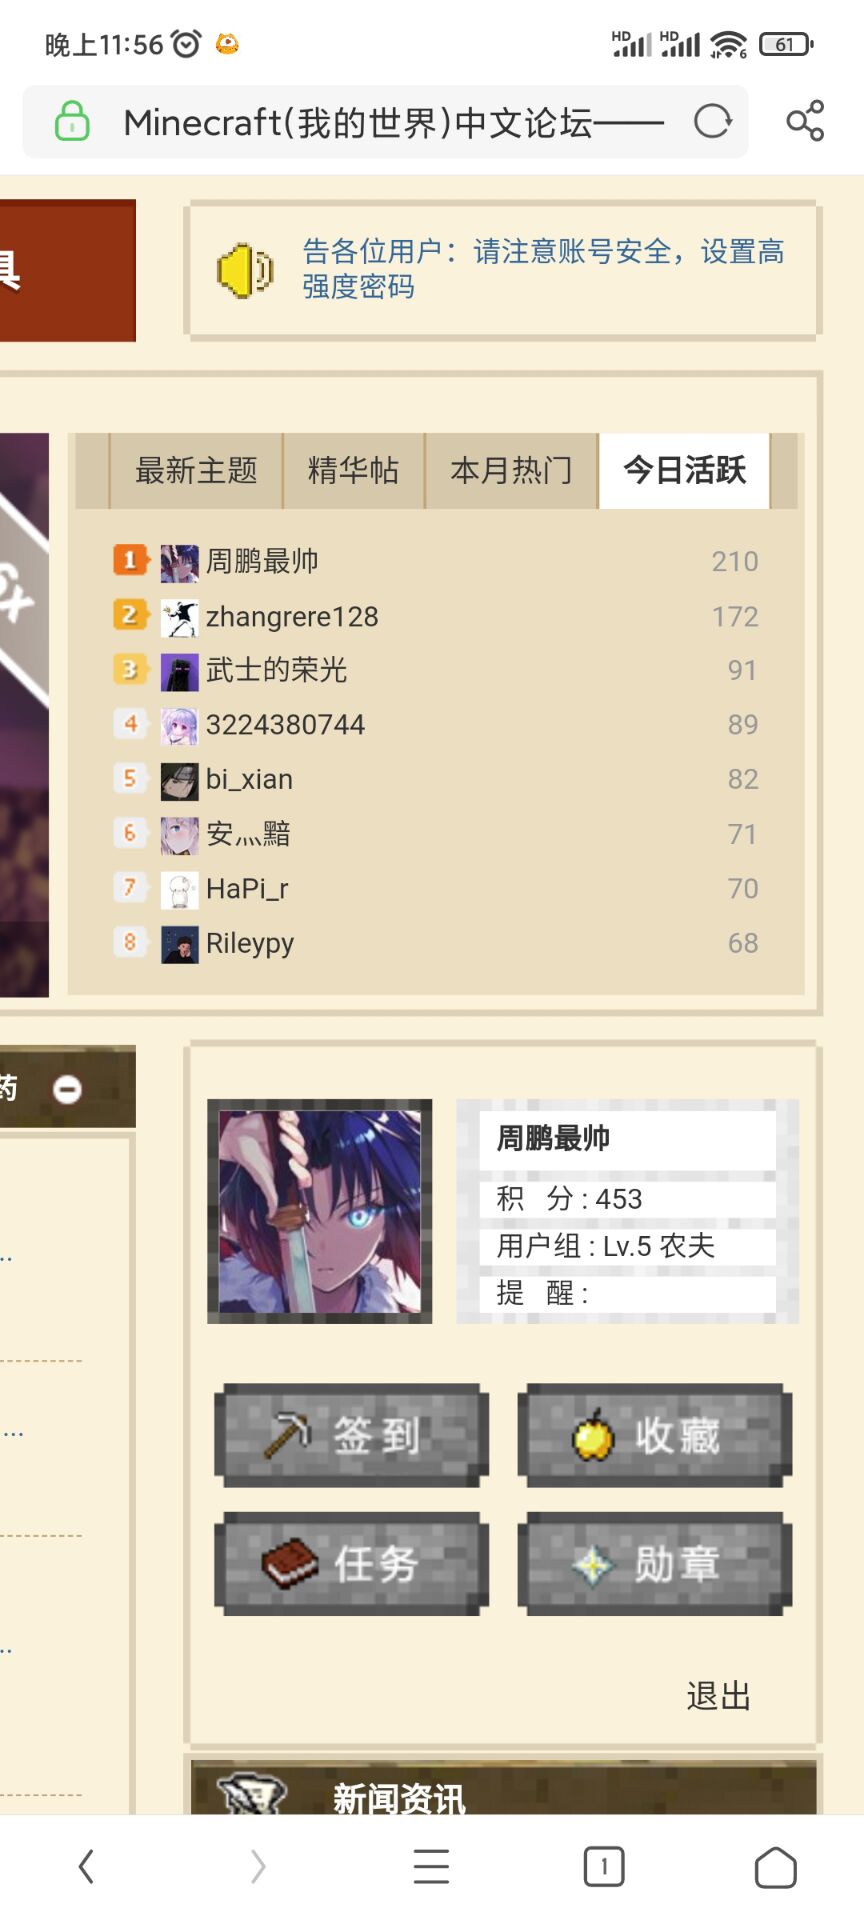 晚上11:56
HD HD 6 61
Minecraft(我的世界)中文论坛——
具
告各位用户：请注意账号安全，设置高
强度密码
最新主题 精华帖 本月热门 今日活跃
1 周鹏最帅 210
2 zhangrere128 172
3 武士的荣光 91
4 3224380744 89
5 bi_xian 82
6 安灬黯 71
7 HaPi_r 70
8 Rileypy 68
药
周鹏最帅
积 分 : 453
用户组 : Lv.5 农夫
提 醒 :
..
...
..
签到 收藏
任务 勋章
退出
新闻资讯
1